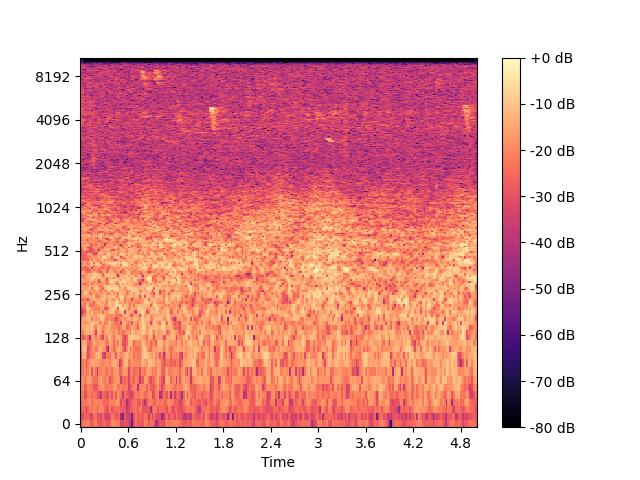 8192
4096
2048
1024
512
256
128
64
0
Hz
0 0.6 1.2 1.8 2.4 3 3.6 4.2 4.8
Time
+0 dB
-10 dB
-20 dB
-30 dB
-40 dB
-50 dB
-60 dB
-70 dB
-80 dB